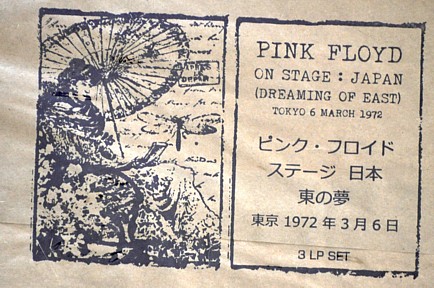 PINK FLOYD
ON STAGE : JAPAN
(DREAMING OF EAST)
TOKYO 6 MARCH 1972
ピンク・フロイド
ステージ 日本
東の夢
東京 1972 年 3 月 6 日
3 LP SET